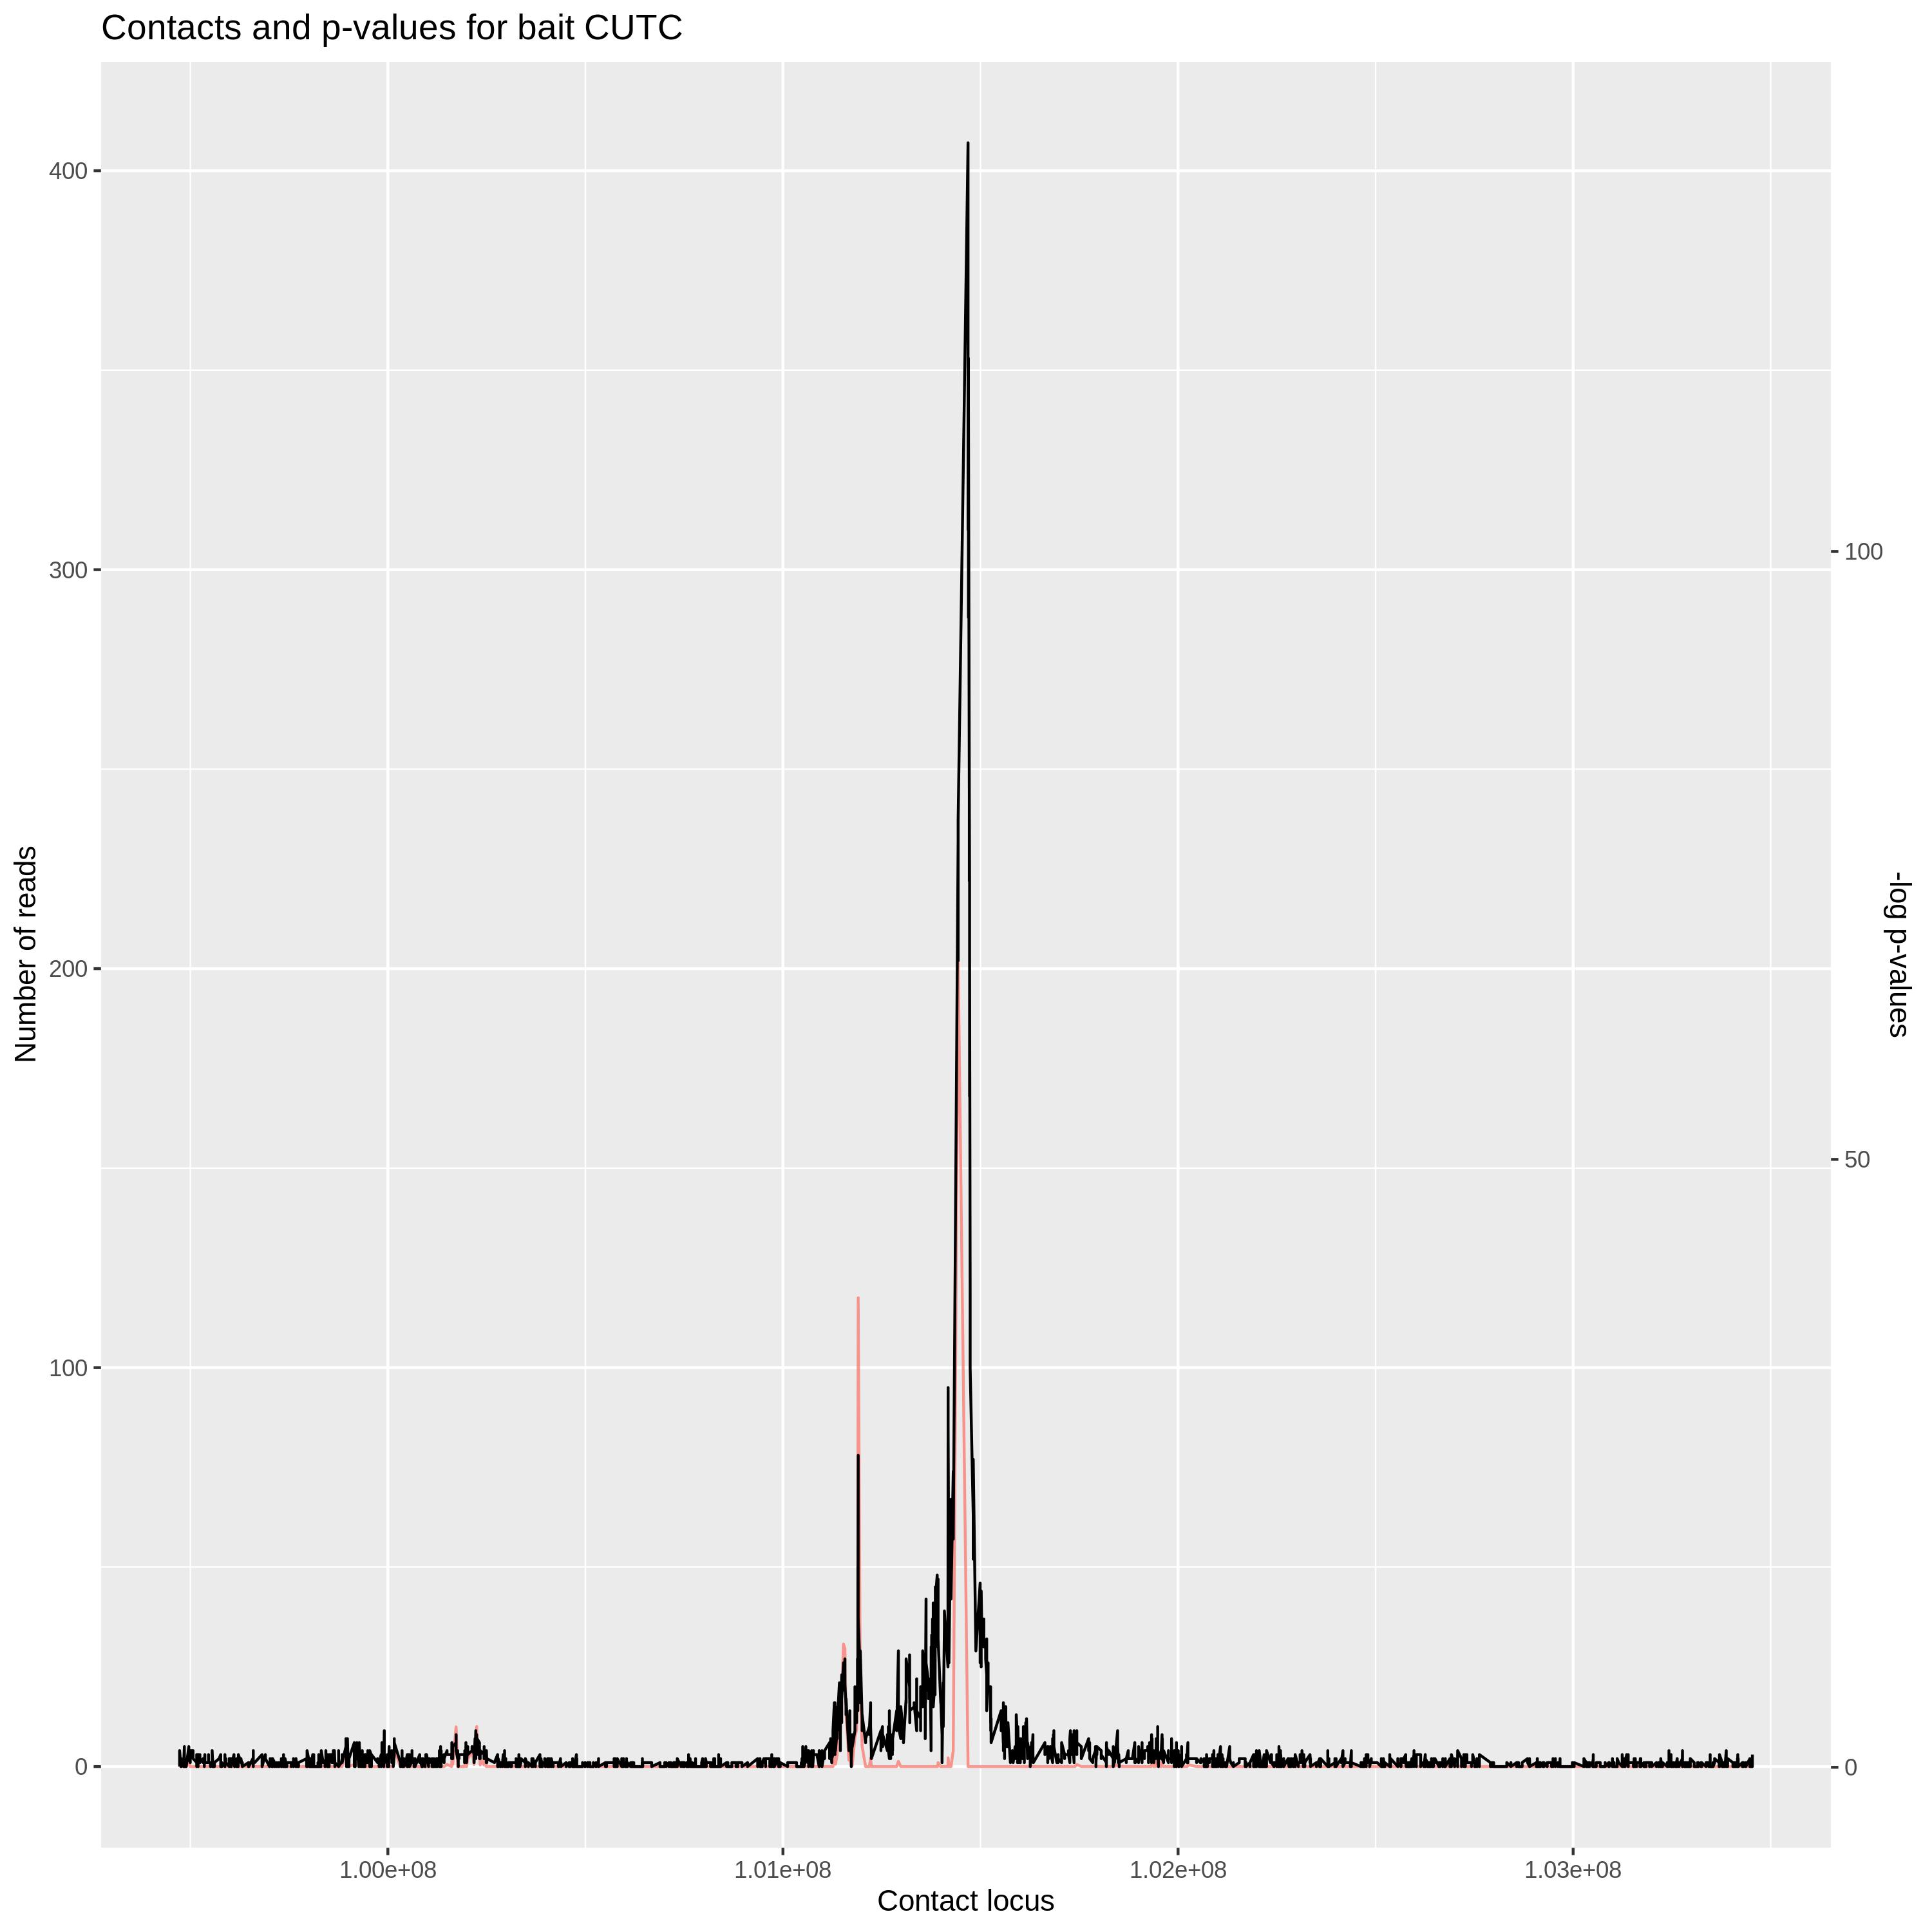 Contacts and p-values for bait CUTC
400
300
200
100
0
Number of reads
100
50
0
-log p-values
1.00e+08
1.01e+08
1.02e+08
1.03e+08
Contact locus